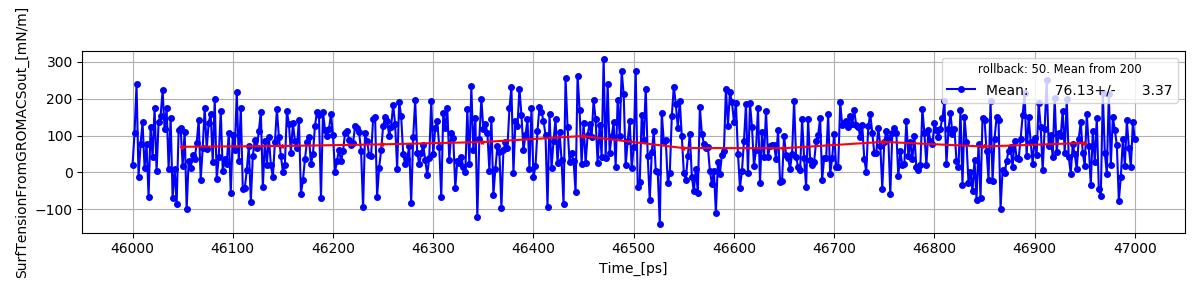 rollback: 50. Mean from 200
Mean: 76.13+/- 3.37
SurfTensionFromGROMACSout_[mN/m]
300
200
100
0
−100
46000 46100 46200 46300 46400 46500 46600 46700 46800 46900 47000
Time_[ps]